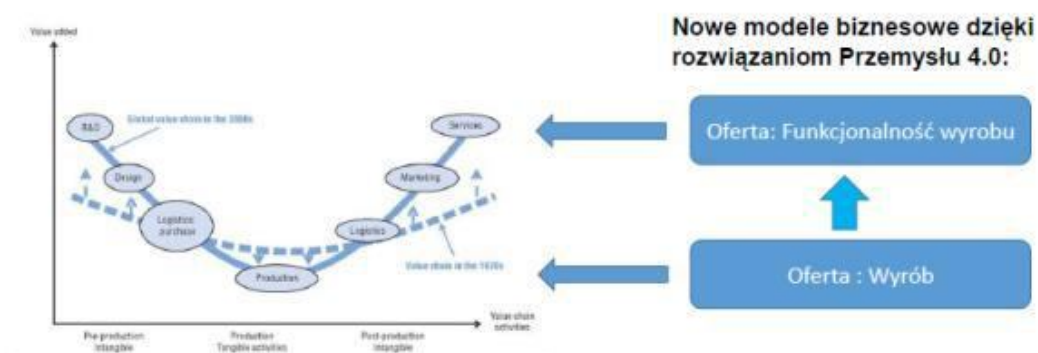 Nowe modele biznesowe dzięki
rozwiązaniom Przemysłu 4.0:
Value added
R&D
Global value chain in the 2000s
Services
Oferta: Funkcjonalność wyrobu
Design
Marketing
Logistics
purchase
Logistics
Value chain in the 1970s
Production
Oferta : Wyrób
Value chain
activities
Pre-production
Intangible
Production
Tangible activities
Post-production
Intangible